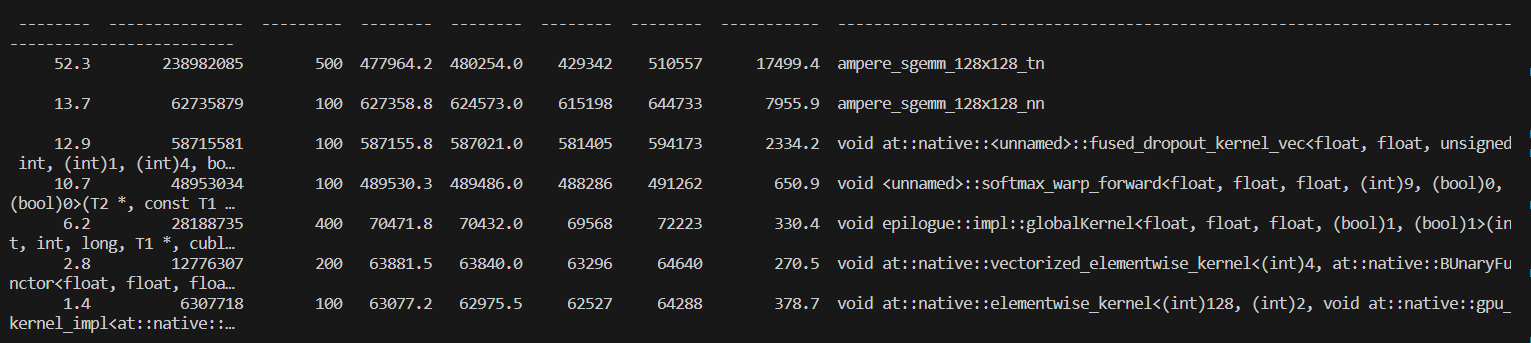 --------  ---------------  ---------  --------  --------  --------  --------  -----------  ---------------------------------------------------------------------------
-------------------------
52.3        238982085        500  477964.2  480254.0    429342    510557      17499.4  ampere_sgemm_128x128_tn
13.7         62735879        100  627358.8  624573.0    615198    644733       7955.9  ampere_sgemm_128x128_nn
12.9         58715581        100  587155.8  587021.0    581405    594173       2334.2  void at::native::<unnamed>::fused_dropout_kernel_vec<float, float, unsigned
int, (int)1, (int)4, bo…
10.7         48953034        100  489530.3  489486.0    488286    491262        650.9  void <unnamed>::softmax_warp_forward<float, float, float, (int)9, (bool)0,
(bool)0>(T2 *, const T1 …
6.2         28188735        400   70471.8   70432.0     69568     72223        330.4  void epilogue::impl::globalKernel<float, float, float, (bool)1, (bool)1>(in
t, int, long, T1 *, cubl…
2.8         12776307        200   63881.5   63840.0     63296     64640        270.5  void at::native::vectorized_elementwise_kernel<(int)4, at::native::BUnaryFu
nctor<float, float, floa…
1.4          6307718        100   63077.2   62975.5     62527     64288        378.7  void at::native::elementwise_kernel<(int)128, (int)2, void at::native::gpu_
kernel_impl<at::native::…